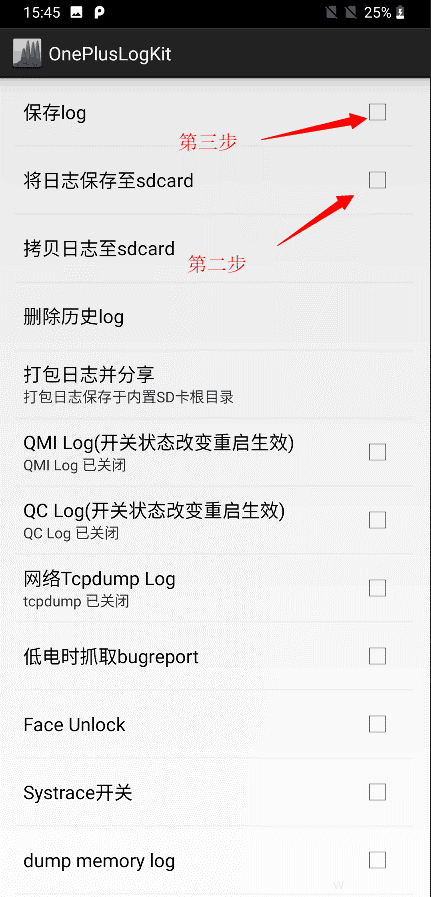 15:45
25%
OnePlusLogKit
保存log
第三步
将日志保存至sdcard
拷贝日志至sdcard
第二步
删除历史log
打包日志并分享
打包日志保存于内置SD卡根目录
QMI Log(开关状态改变重启生效)
QMI Log 已关闭
QC Log(开关状态改变重启生效)
QC Log 已关闭
网络Tcpdump Log
tcpdump 已关闭
低电时抓取bugreport
Face Unlock
Systrace开关
dump memory log